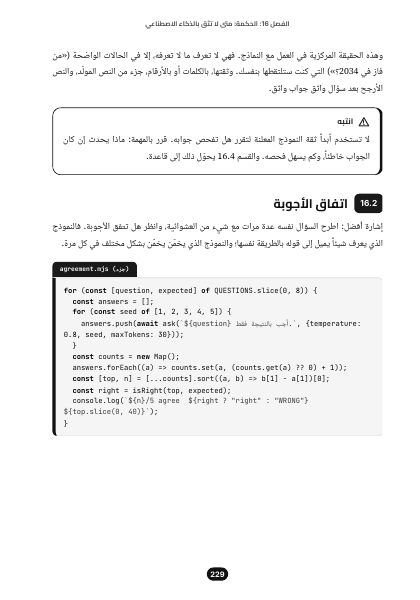 الفصل 16: الحكمة: متى لا تثق بالذكاء الاصطناعي
وهذه الحقيقة المركزية في العمل مع النماذج. فهي لا تعرف ما لا تعرفه، إلا في الحالات الواضحة («من
فاز في 2034؟») التي كنت ستلتقطها بنفسك. وثقتها، بالكلمات أو بالأرقام، جزء من النص المولَّد، والنص
الأرجح بعد سؤال واثق جواب واثق.
انتبه
لا تستخدم أبداً ثقة النموذج المعلنة لتقرر هل تفحص جوابه. قرر بالمهمة: ماذا يحدث إن كان
الجواب خاطئاً، وكم يسهل فحصه. والقسم 16.4 يحوّل ذلك إلى قاعدة.
16.2 اتفاق الأجوبة
إشارة أفضل: اطرح السؤال نفسه عدة مرات مع شيء من العشوائية، وانظر هل تتفق الأجوبة. فالنموذج
الذي يعرف شيئاً يميل إلى قوله بالطريقة نفسها؛ والنموذج الذي يخمّن يخمّن بشكل مختلف في كل مرة.
agreement.mjs (جزء)
for (const [question, expected] of QUESTIONS.slice(0, 8)) {
const answers = [];
for (const seed of [1, 2, 3, 4, 5]) {
answers.push(await ask(`${question} أجب بالنتيجة فقط.`, {temperature:
0.8, seed, maxTokens: 30}));
}
const counts = new Map();
answers.forEach((a) => counts.set(a, (counts.get(a) ?? 0) + 1));
const [top, n] = [...counts].sort((a, b) => b[1] - a[1])[0];
const right = isRight(top, expected);
console.log(`${n}/5 agree ${right ? "right" : "WRONG"}
${top.slice(0, 40)}`);
}
229